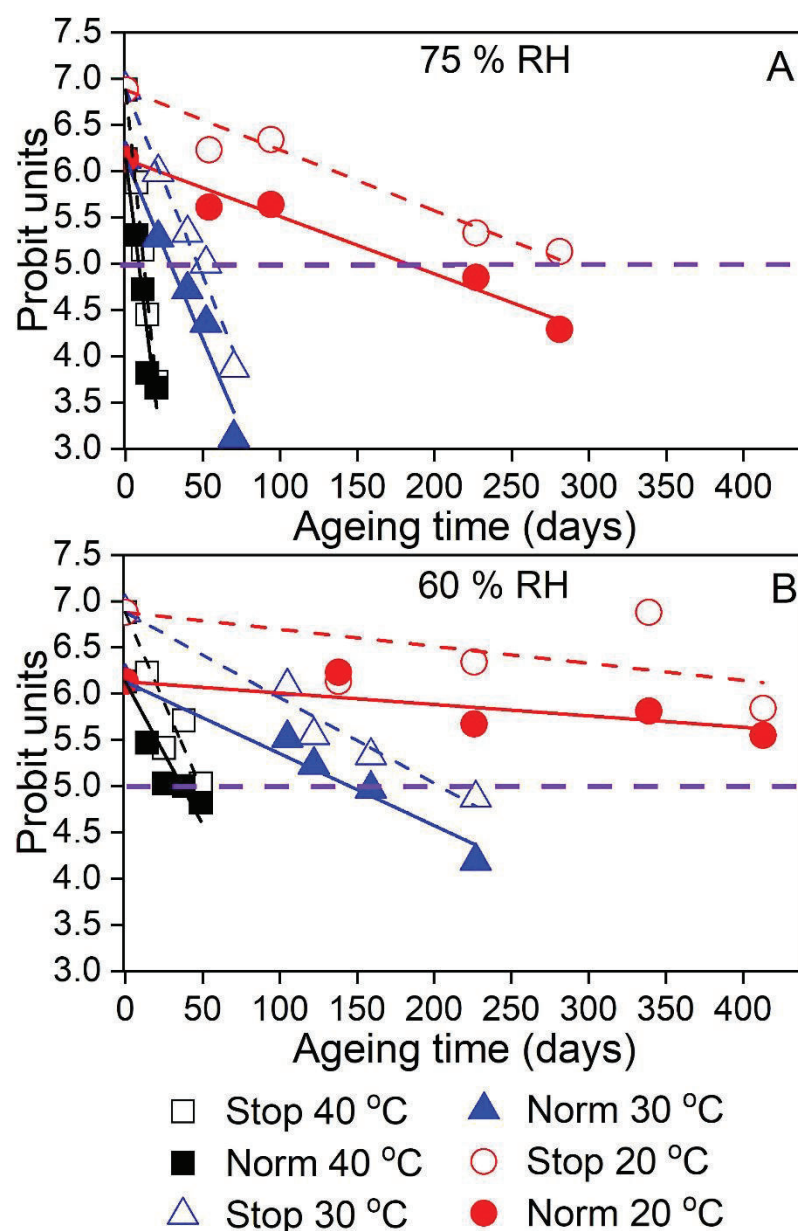 75 % RH
A
7.5
7.0
6.5
6.0
5.5
5.0
4.5
4.0
3.5
3.0
Probit units
0 50 100 150 200 250 300 350 400
Ageing time (days)
60 % RH
B
7.5
7.0
6.5
6.0
5.5
5.0
4.5
4.0
3.5
3.0
Probit units
0 50 100 150 200 250 300 350 400
Ageing time (days)
Stop 40 °C Norm 30 °C
Norm 40 °C Stop 20 °C
Stop 30 °C Norm 20 °C